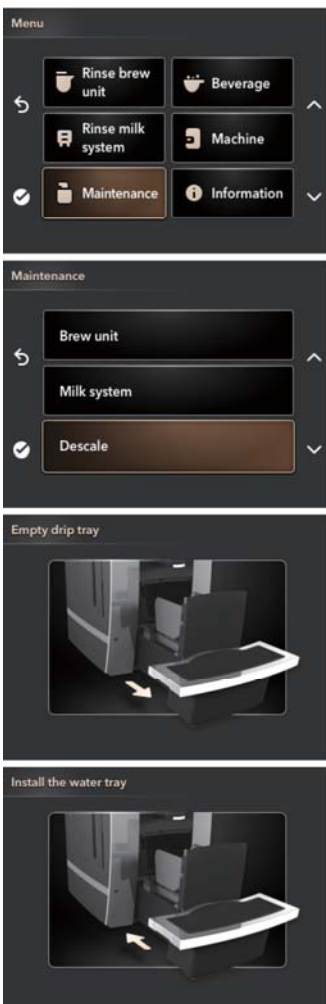 Menu
Rinse brew
unit
Beverage
Rinse milk
system
Machine
Maintenance
Information
Maintenance
Brew unit
Milk system
Descale
Empty drip tray
Install the water tray